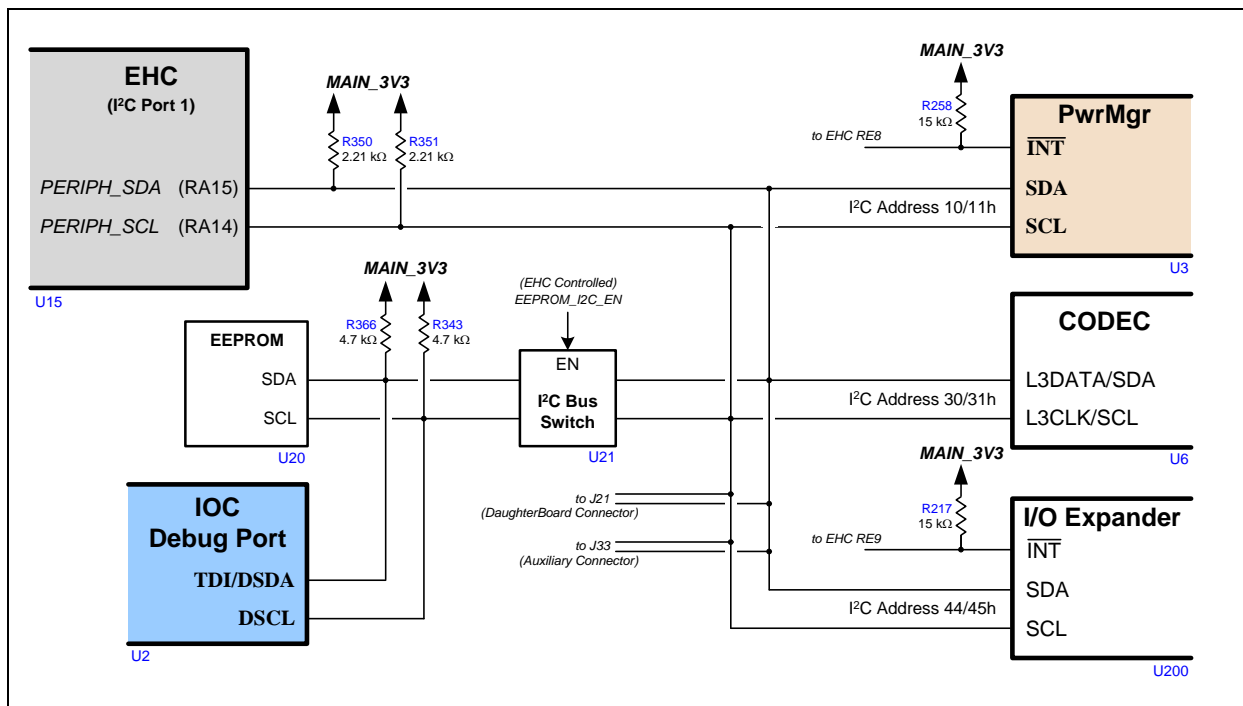 EHC
(I²C Port 1)
PERIPH_SDA (RA15)
PERIPH_SCL (RA14)
U15
MAIN_3V3
R350
2.21 kΩ
R351
2.21 kΩ
MAIN_3V3
R258
15 kΩ
to EHC RE8
PwrMgr
INT
SDA
I²C Address 10/11h
SCL
U3
MAIN_3V3
R366
4.7 kΩ
R343
4.7 kΩ
(EHC Controlled)
EEPROM_I2C_EN
EEPROM
SDA
SCL
U20
EN
I²C Bus
Switch
U21
CODEC
L3DATA/SDA
I²C Address 30/31h
L3CLK/SCL
U6
IOC
Debug Port
TDI/DSDA
DSCL
U2
to J21
(DaughterBoard Connector)
to J33
(Auxiliary Connector)
MAIN_3V3
R217
15 kΩ
to EHC RE9
I/O Expander
INT
SDA
I²C Address 44/45h
SCL
U200